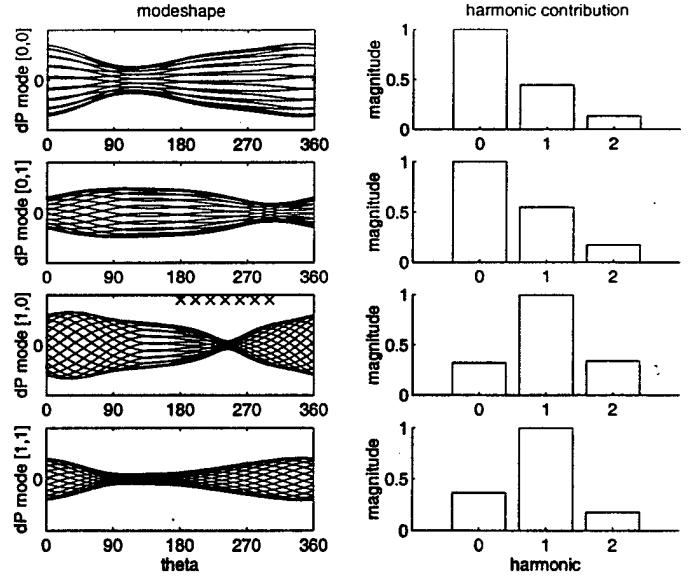 modeshape
harmonic contribution
dP mode [0,0]
0
0 90 180 270 360
magnitude
1
0.5
0
0 1 2
dP mode [0,1]
0
0 90 180 270 360
magnitude
1
0.5
0
0 1 2
dP mode [1,0]
0
×××××××
0 90 180 270 360
magnitude
1
0.5
0
0 1 2
dP mode [1,1]
0
0 90 180 270 360
theta
magnitude
1
0.5
0
0 1 2
harmonic